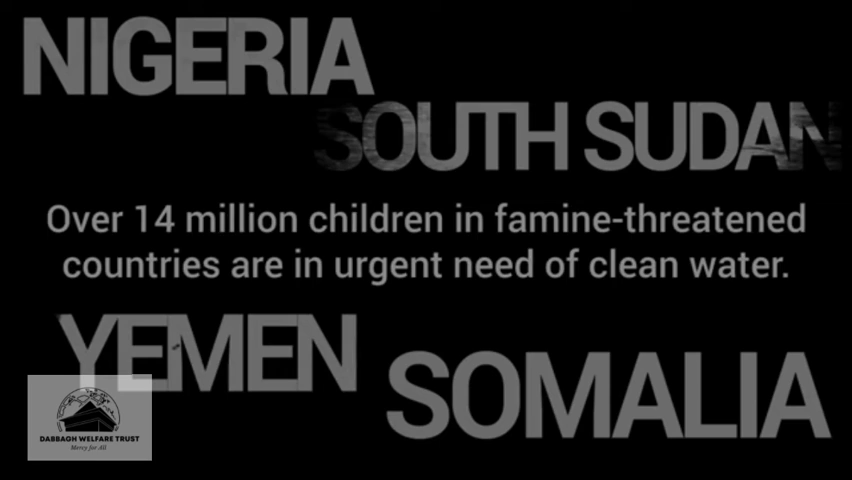 NIGERIA
SOUTH SUDAN
Over 14 million children in famine-threatened
countries are in urgent need of clean water.
YEMEN
SOMALIA
DABBAGH WELFARE TRUST
Mercy for All